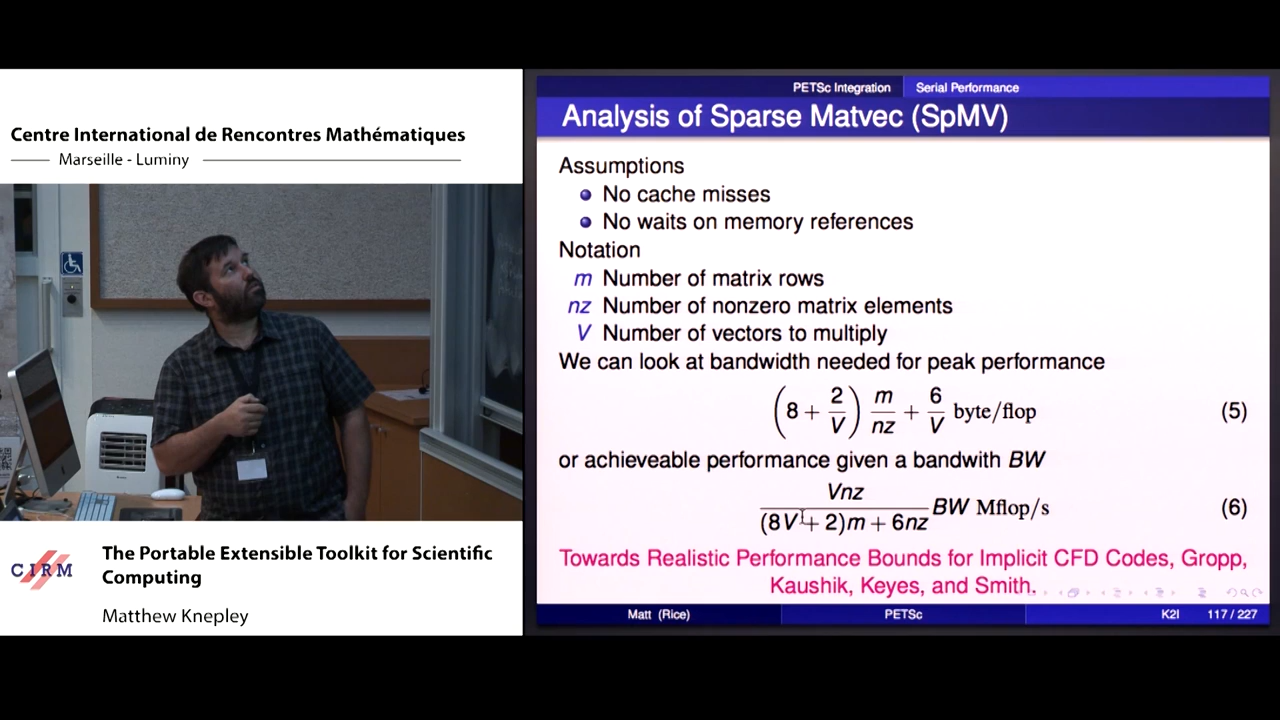 Centre International de Rencontres Mathématiques
Marseille - Luminy
CIRM
The Portable Extensible Toolkit for Scientific
Computing
Matthew Knepley
PETSc Integration Serial Performance
Analysis of Sparse Matvec (SpMV)
Assumptions
No cache misses
No waits on memory references
Notation
m Number of matrix rows
nz Number of nonzero matrix elements
V Number of vectors to multiply
We can look at bandwidth needed for peak performance
(8 + 2/V) m/nz + 6/V byte/flop (5)
or achieveable performance given a bandwith BW
Vnz/((8V + 2)m + 6nz) BW Mflop/s (6)
Towards Realistic Performance Bounds for Implicit CFD Codes, Gropp,
Kaushik, Keyes, and Smith.
Matt (Rice) PETSc K2I 117 / 227